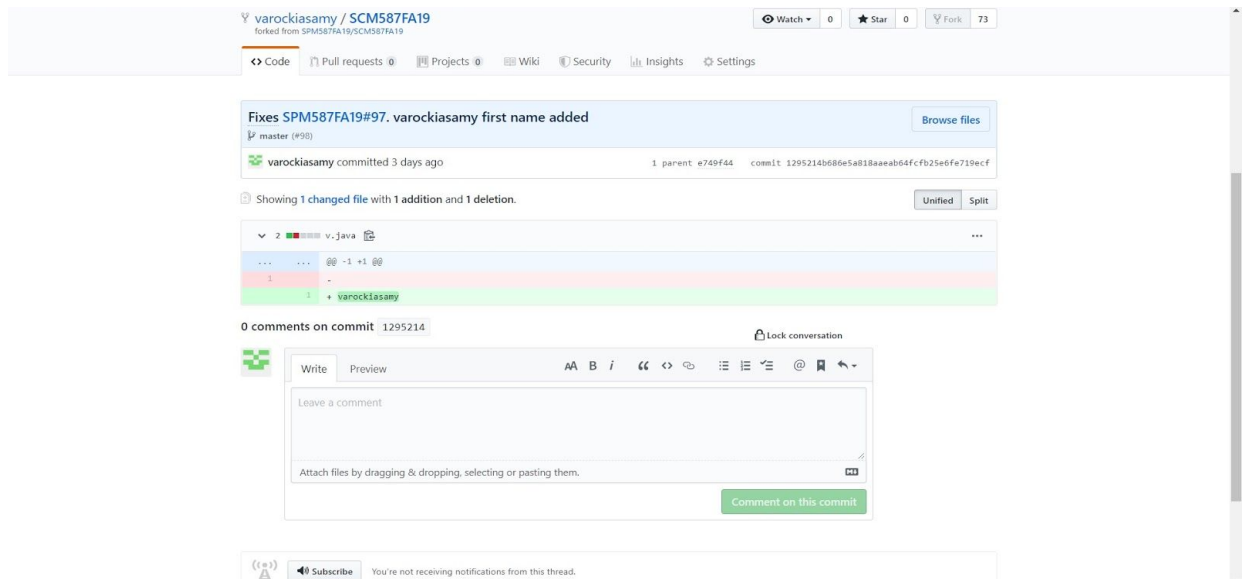 varockiasamy / SCM587FA19
Watch 0 Star 0 Fork 73
forked from SPM587FA19/SCM587FA19
Code Pull requests 0 Projects 0 Wiki Security Insights Settings
Fixes SPM587FA19#97. varockiasamy first name added
Browse files
master (#98)
varockiasamy committed 3 days ago 1 parent e749f44 commit 1295214b686e5a818aaeab64fcfb25e6fe719ecf
Showing 1 changed file with 1 addition and 1 deletion.
Unified Split
2 v.java
... ... @@ -1 +1 @@
1 -
1 + varockiasamy
0 comments on commit 1295214
Lock conversation
Write Preview
Leave a comment
Attach files by dragging & dropping, selecting or pasting them.
Comment on this commit
Subscribe You're not receiving notifications from this thread.